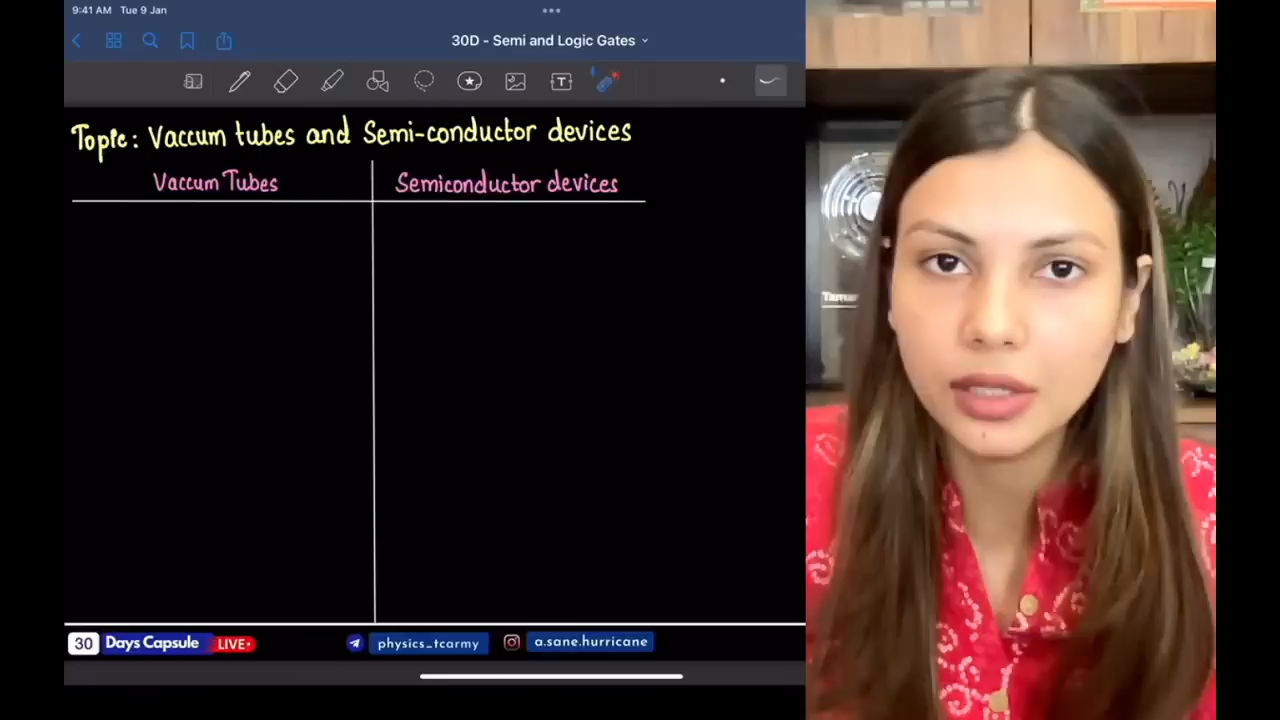 9:41 AM Tue 9 Jan
30D - Semi and Logic Gates
T
Topic: Vaccum tubes and Semi-conductor devices
Vaccum Tubes Semiconductor devices
30 Days Capsule LIVE physics_tcarmy a.sane.hurricane